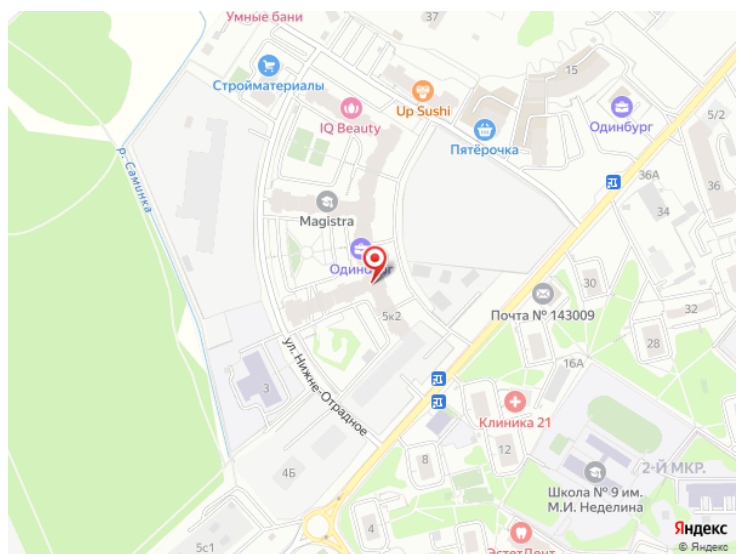 Умные бани
37
Стройматериалы
15
Up Sushi
IQ Beauty
Одинбург
5/2
Пятёрочка
р. Саминка
36А
36
34
Magistra
Одинбург
30
Почта № 143009
32
5к2
28
ул. Нижне-Отрадное
16А
3
Клиника 21
12
8
2-Й МКР.
4Б
Школа № 9 им.
М.И. Неделина
4
5с1
ЭстетДент
Яндекс
© Яндекс